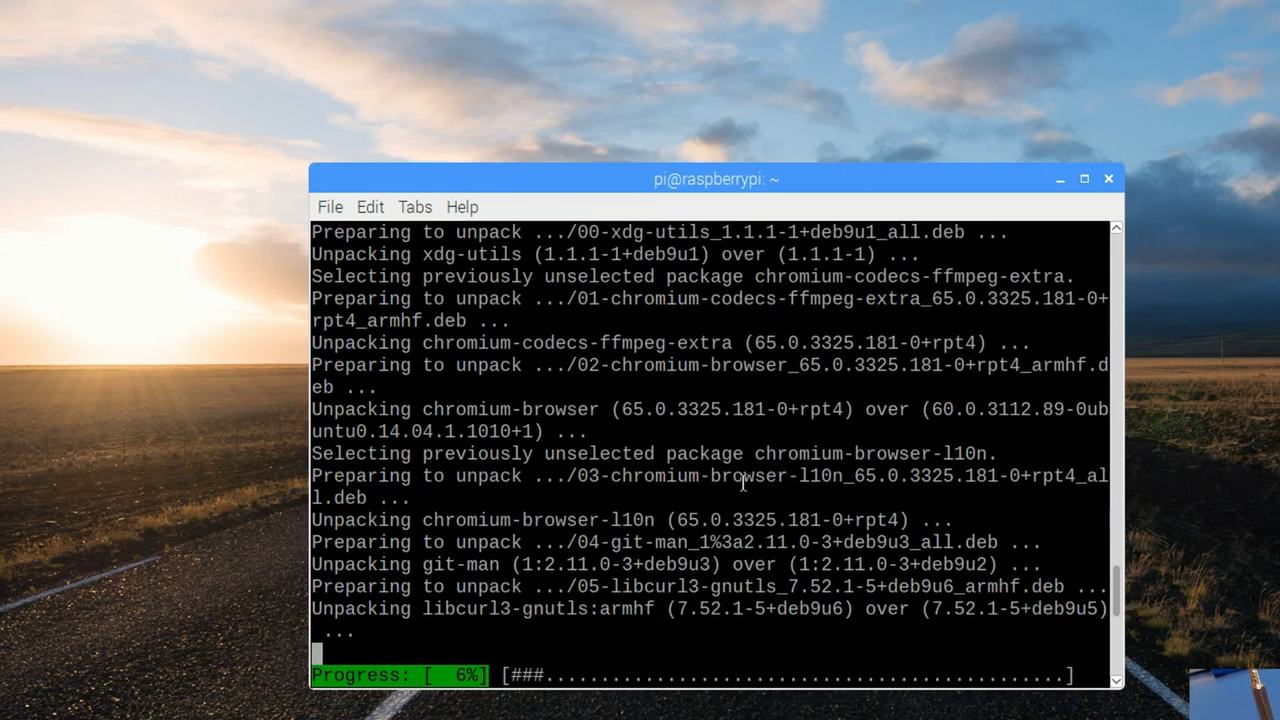 pi@raspberrypi: ~
File Edit Tabs Help
Preparing to unpack .../00-xdg-utils_1.1.1-1+deb9u1_all.deb ...
Unpacking xdg-utils (1.1.1-1+deb9u1) over (1.1.1-1) ...
Selecting previously unselected package chromium-codecs-ffmpeg-extra.
Preparing to unpack .../01-chromium-codecs-ffmpeg-extra_65.0.3325.181-0+
rpt4_armhf.deb ...
Unpacking chromium-codecs-ffmpeg-extra (65.0.3325.181-0+rpt4) ...
Preparing to unpack .../02-chromium-browser_65.0.3325.181-0+rpt4_armhf.d
eb ...
Unpacking chromium-browser (65.0.3325.181-0+rpt4) over (60.0.3112.89-0ub
untu0.14.04.1.1010+1) ...
Selecting previously unselected package chromium-browser-l10n.
Preparing to unpack .../03-chromium-browser-l10n_65.0.3325.181-0+rpt4_al
l.deb ...
Unpacking chromium-browser-l10n (65.0.3325.181-0+rpt4) ...
Preparing to unpack .../04-git-man_1%3a2.11.0-3+deb9u3_all.deb ...
Unpacking git-man (1:2.11.0-3+deb9u3) over (1:2.11.0-3+deb9u2) ...
Preparing to unpack .../05-libcurl3-gnutls_7.52.1-5+deb9u6_armhf.deb ...
Unpacking libcurl3-gnutls:armhf (7.52.1-5+deb9u6) over (7.52.1-5+deb9u5)
...
Progress: [  6%] [###...............................................]